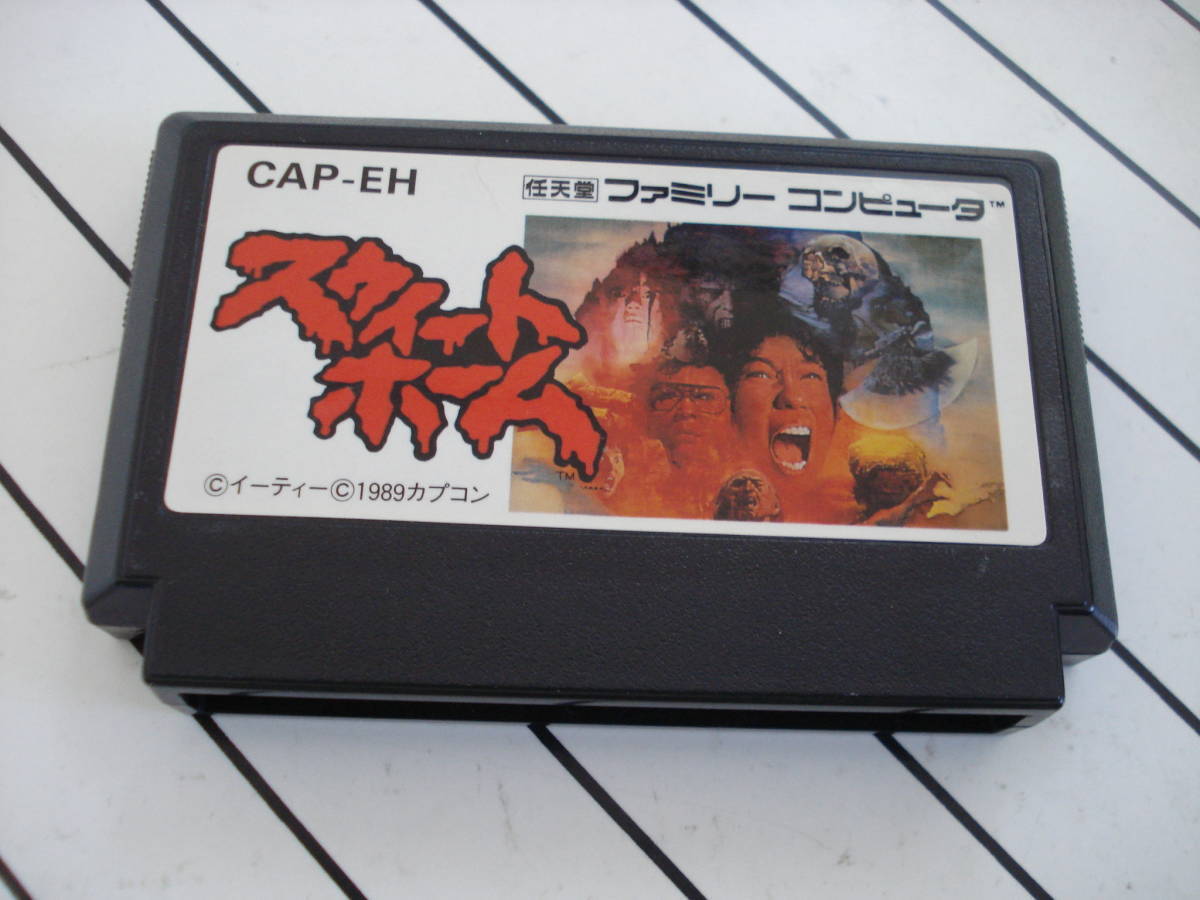 CAP-EH
任天堂 ファミリー コンピュータ™
スウィート
ホーム
TM
©イーティー©1989カプコン